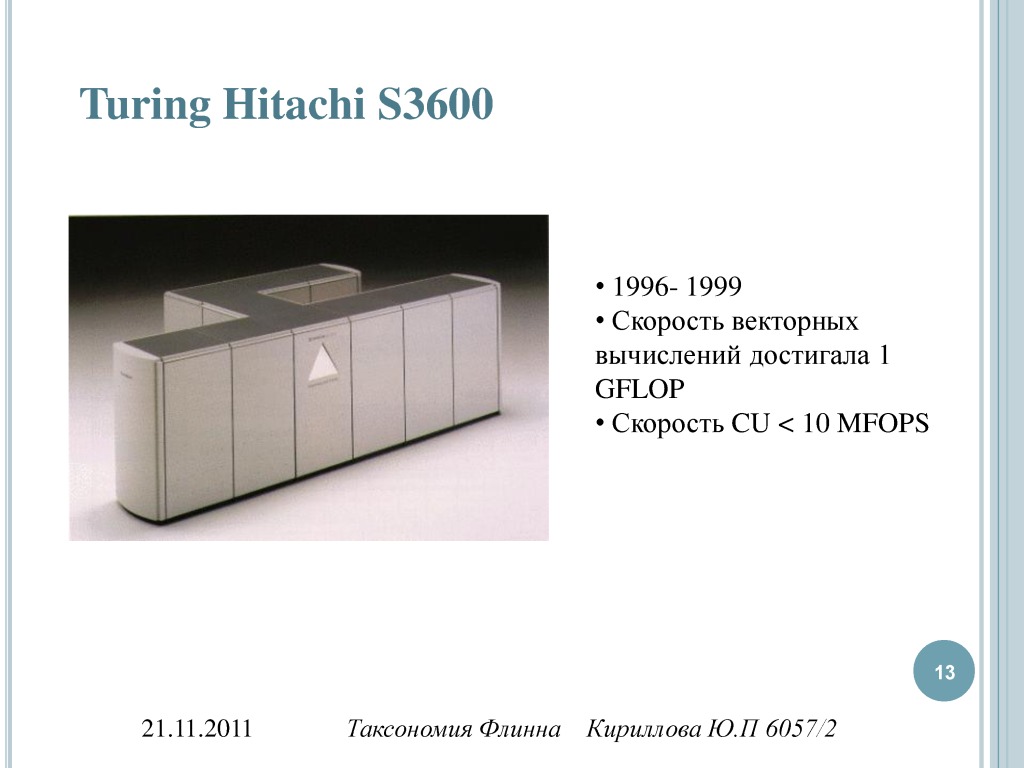 Turing Hitachi S3600
• 1996- 1999
• Скорость векторных
вычислений достигала 1
GFLOP
• Скорость CU < 10 MFOPS
13
21.11.2011 Таксономия Флинна Кириллова Ю.П 6057/2